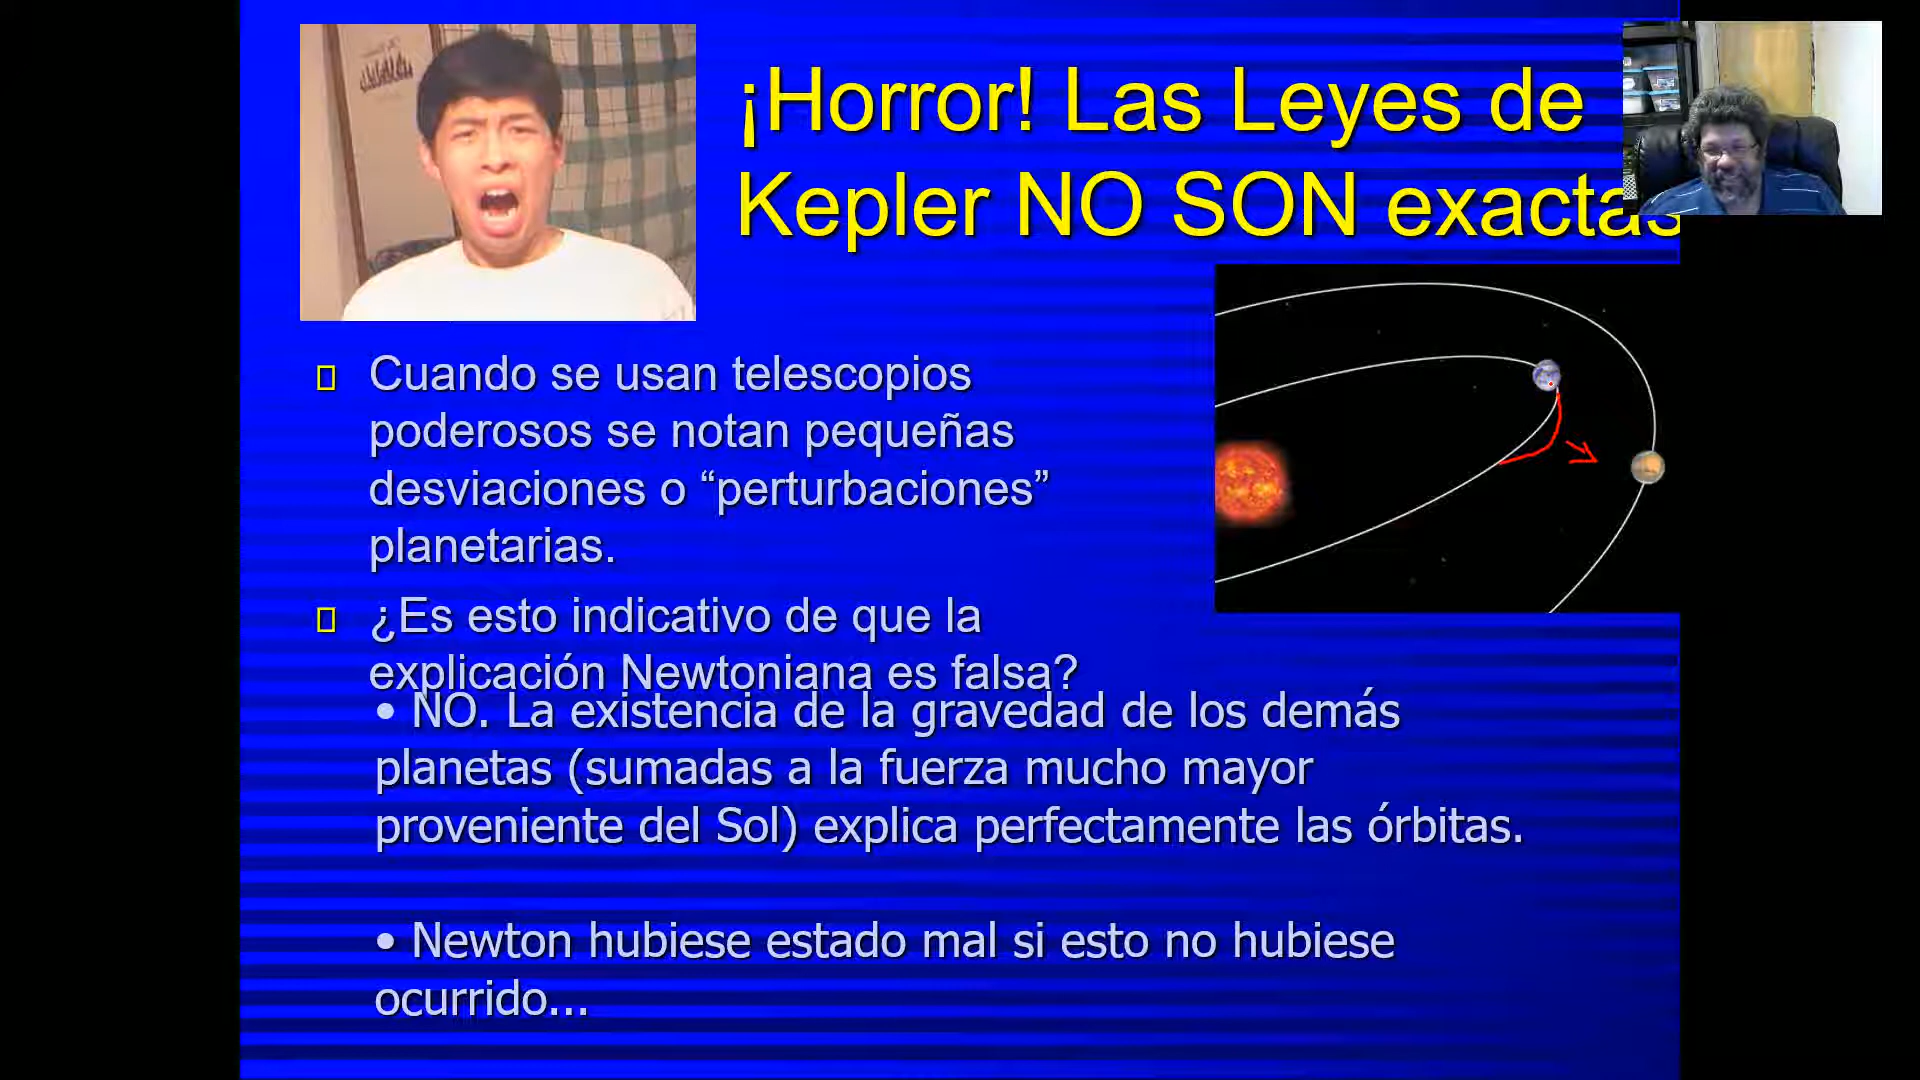 ¡Horror! Las Leyes de
Kepler NO SON exactas
Cuando se usan telescopios
poderosos se notan pequeñas
desviaciones o “perturbaciones”
planetarias.
¿Es esto indicativo de que la
explicación Newtoniana es falsa?
• NO. La existencia de la gravedad de los demás
planetas (sumadas a la fuerza mucho mayor
proveniente del Sol) explica perfectamente las órbitas.
• Newton hubiese estado mal si esto no hubiese
ocurrido...